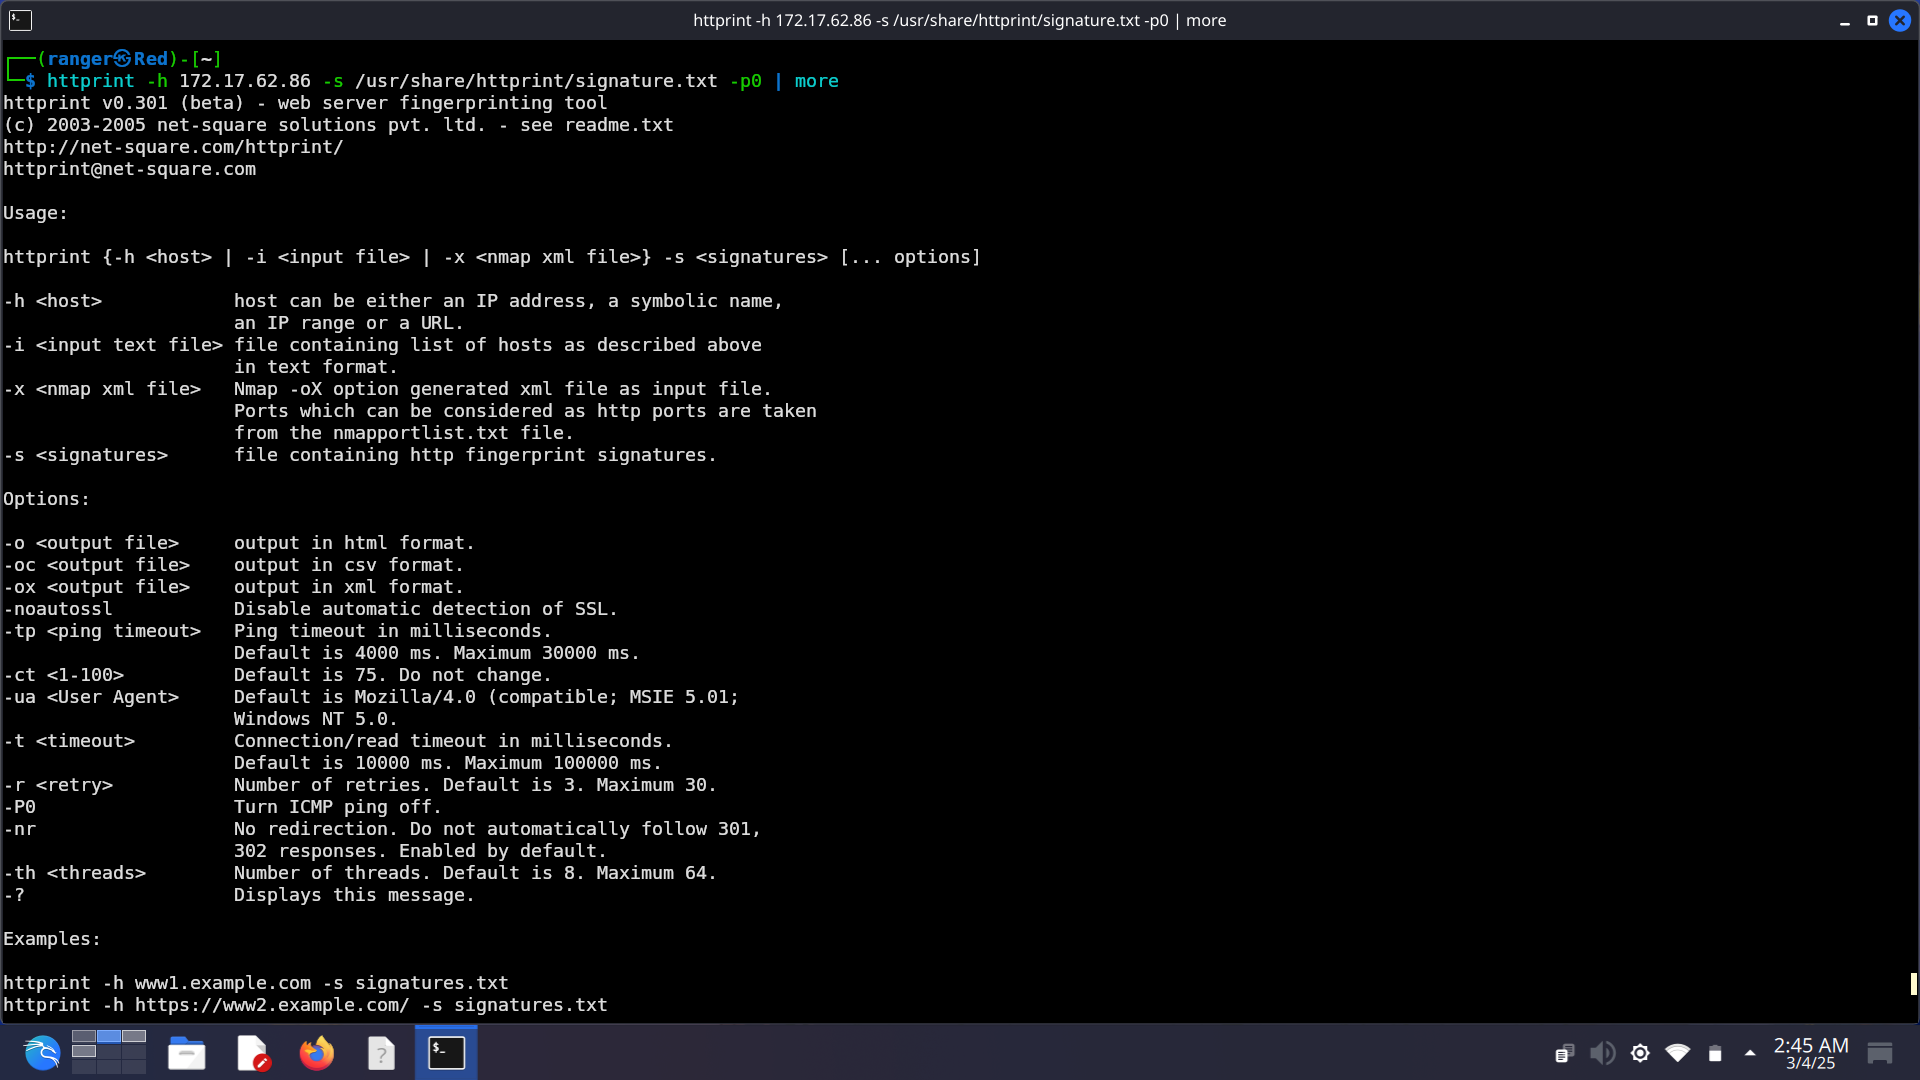 httprint -h 172.17.62.86 -s /usr/share/httprint/signature.txt -p0 | more
(ranger㉿Red)-[~]
$ httprint -h 172.17.62.86 -s /usr/share/httprint/signature.txt -p0 | more
httprint v0.301 (beta) - web server fingerprinting tool
(c) 2003-2005 net-square solutions pvt. ltd. - see readme.txt
http://net-square.com/httprint/
httprint@net-square.com
Usage:
httprint {-h <host> | -i <input file> | -x <nmap xml file>} -s <signatures> [... options]
-h <host>            host can be either an IP address, a symbolic name,
                     an IP range or a URL.
-i <input text file> file containing list of hosts as described above
                     in text format.
-x <nmap xml file>   Nmap -oX option generated xml file as input file.
                     Ports which can be considered as http ports are taken
                     from the nmapportlist.txt file.
-s <signatures>      file containing http fingerprint signatures.
Options:
-o <output file>     output in html format.
-oc <output file>    output in csv format.
-ox <output file>    output in xml format.
-noautossl           Disable automatic detection of SSL.
-tp <ping timeout>   Ping timeout in milliseconds.
                     Default is 4000 ms. Maximum 30000 ms.
-ct <1-100>          Default is 75. Do not change.
-ua <User Agent>     Default is Mozilla/4.0 (compatible; MSIE 5.01;
                     Windows NT 5.0.
-t <timeout>         Connection/read timeout in milliseconds.
                     Default is 10000 ms. Maximum 100000 ms.
-r <retry>           Number of retries. Default is 3. Maximum 30.
-P0                  Turn ICMP ping off.
-nr                  No redirection. Do not automatically follow 301,
                     302 responses. Enabled by default.
-th <threads>        Number of threads. Default is 8. Maximum 64.
-?                   Displays this message.
Examples:
httprint -h www1.example.com -s signatures.txt
httprint -h https://www2.example.com/ -s signatures.txt
2:45 AM
3/4/25